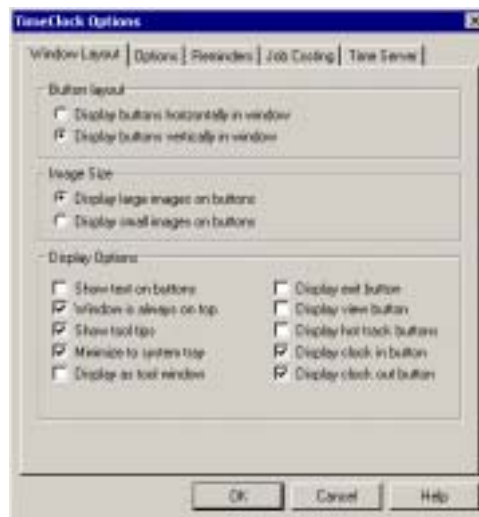 TimeClock Options
Window Layout Options Reminders Job Costing Time Server
Button layout
Display buttons horizontally in window
Display buttons vertically in window
Image Size
Display large images on buttons
Display small images on buttons
Display Options
Show text on buttons Display exit button
Window is always on top. Display view button
Show tool tips Display hot track buttons
Minimize to system tray Display clock in button
Display as tool window Display clock out button
OK Cancel Help